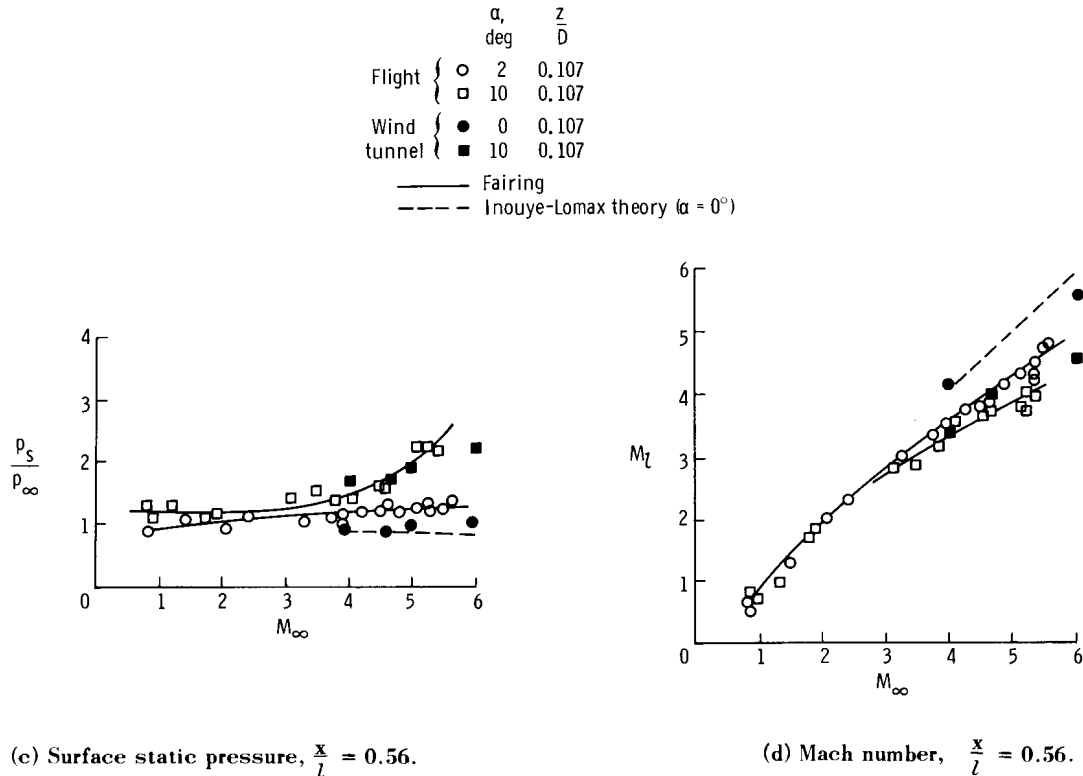 α, deg z/D
Flight { ○ 2 0.107
□ 10 0.107
Wind tunnel { ● 0 0.107
■ 10 0.107
Fairing
Inouye-Lomax theory (α = 0°)
4
3
2
1
0 1 2 3 4 5 6
p_s/p_∞
M_∞
(c) Surface static pressure, x/l = 0.56.
6
5
4
3
2
1
0 1 2 3 4 5 6
M_l
M_∞
(d) Mach number, x/l = 0.56.